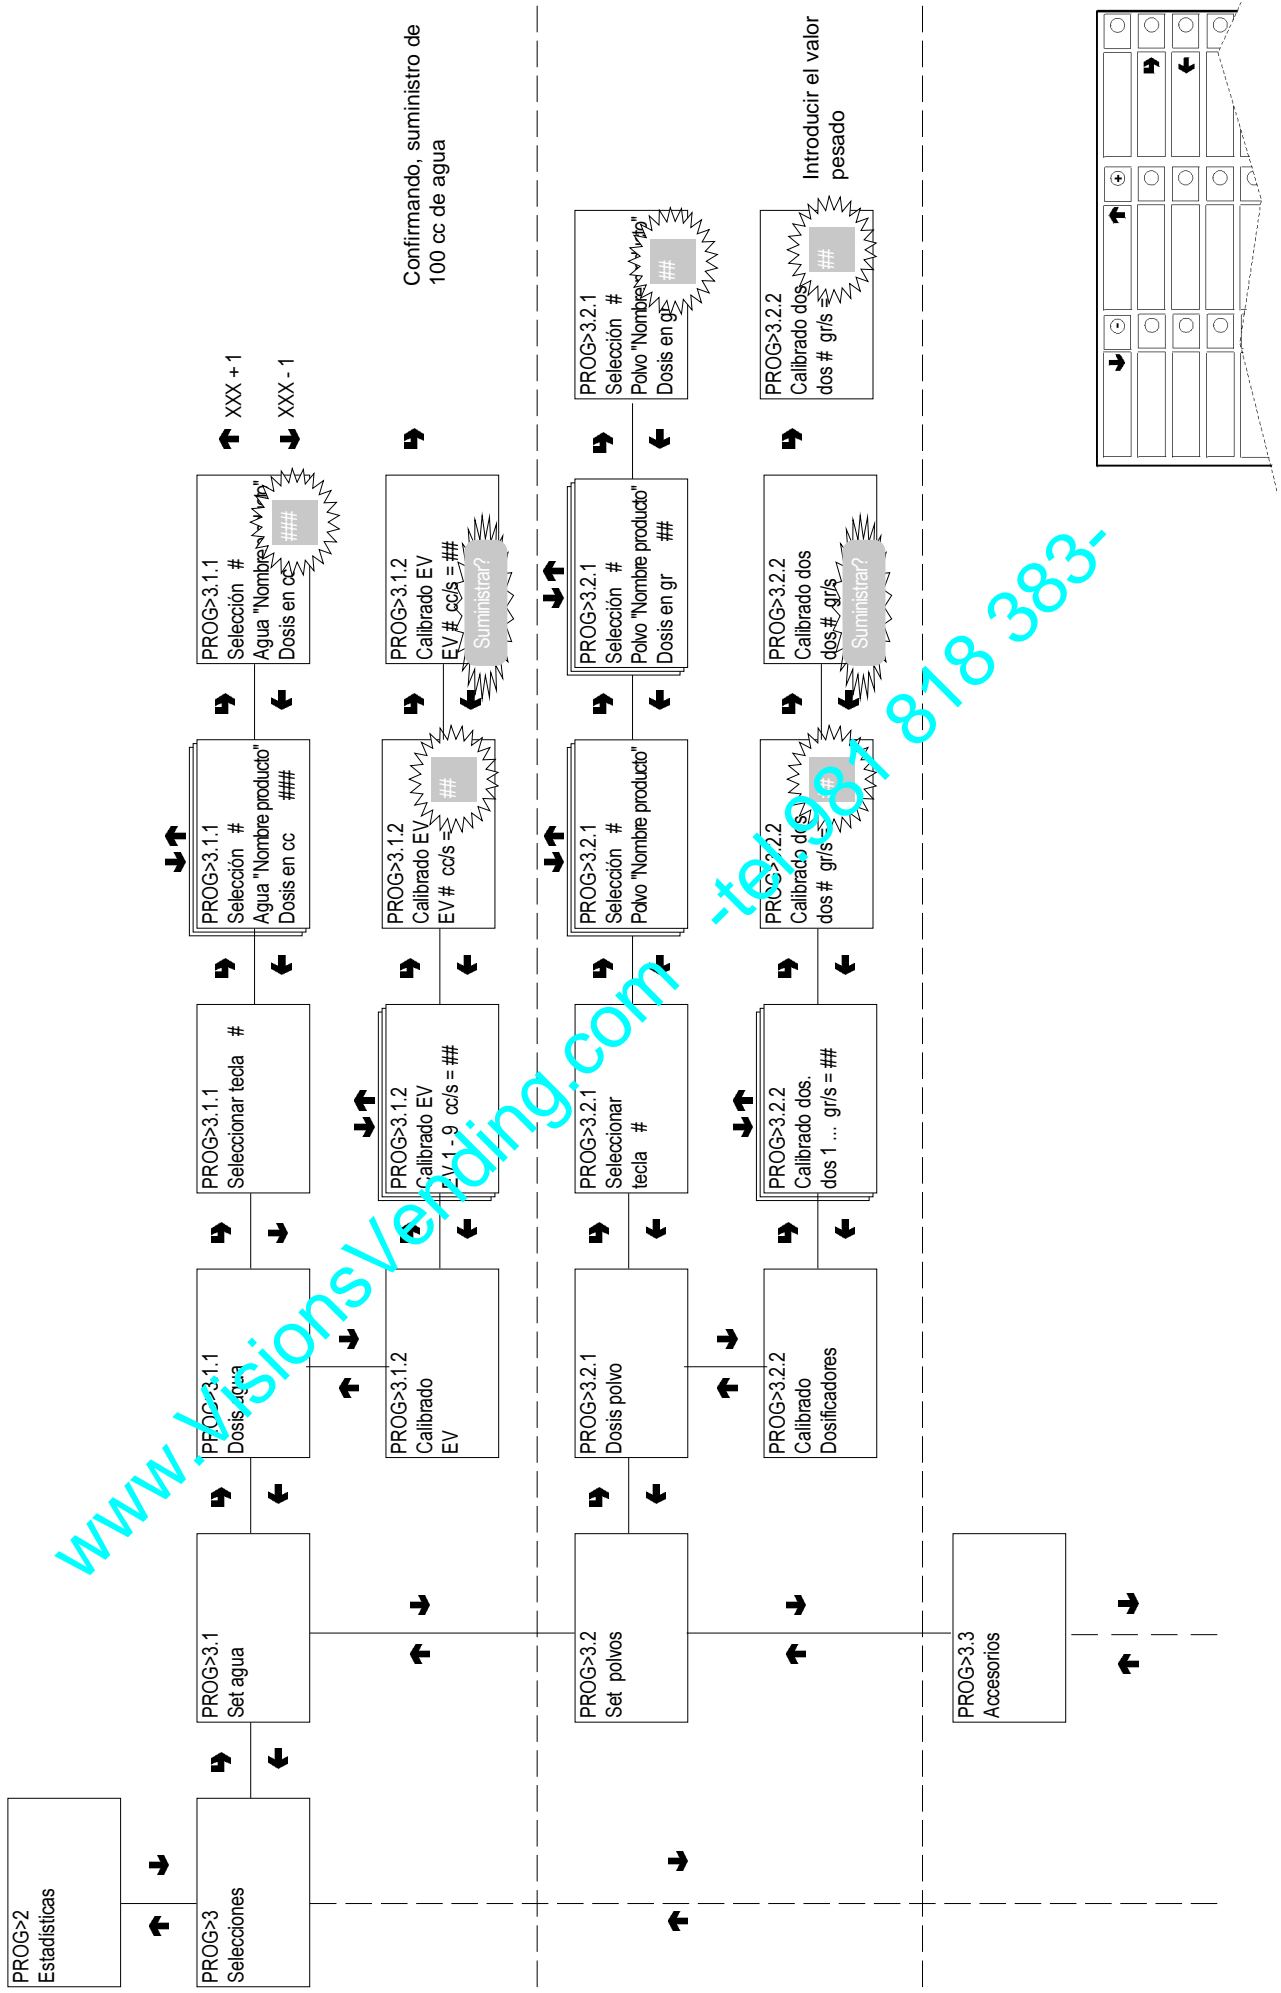 PROG>2
Estadísticas
PROG>3
Selecciones
PROG>3.1
Set agua
PROG>3.1.1
Dosis agua
PROG>3.1.1
Seleccionar tecla #
PROG>3.1.1
Selección #
Agua "Nombre producto"
Dosis en cc ###
PROG>3.1.1
Selección #
Agua "Nombre
Dosis en cc
###
XXX + 1
XXX - 1
PROG>3.1.2
Calibrado
EV
PROG>3.1.2
Calibrado EV
EV 1 - 9 cc/s = ##
PROG>3.1.2
Calibrado EV
EV # cc/s =
##
PROG>3.1.2
Calibrado EV
EV # cc/s = ##
Suministrar?
Confirmando, suministro de
100 cc de agua
PROG>3.2
Set polvos
PROG>3.2.1
Dosis polvo
PROG>3.2.1
Seleccionar
tecla #
PROG>3.2.1
Selección #
Polvo "Nombre producto"
PROG>3.2.1
Selección #
Polvo "Nombre producto"
Dosis en gr ##
PROG>3.2.1
Selección #
Polvo "Nombre
Dosis en gr
##
PROG>3.2.2
Calibrado
Dosificadores
PROG>3.2.2
Calibrado dos.
dos 1 ... gr/s = ##
PROG>3.2.2
Calibrado dos.
dos # gr/s =
##
PROG>3.2.2
Calibrado dos
dos # gr/s
Suministrar?
PROG>3.2.2
Calibrado dos
dos # gr/s =
##
Introducir el valor
pesado
PROG>3.3
Accesorios
- +
www.VisionsVending.com -tel.981 818 383-